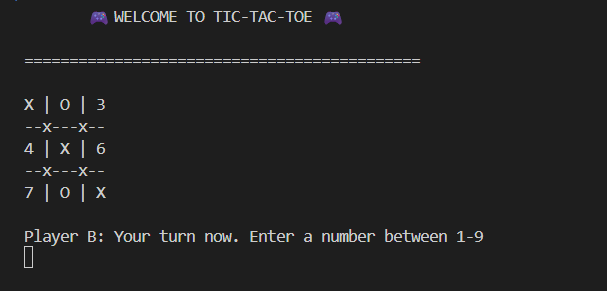 🎮 WELCOME TO TIC-TAC-TOE 🎮
============================================
X | O | 3
--x---x--
4 | X | 6
--x---x--
7 | O | X
Player B: Your turn now. Enter a number between 1-9